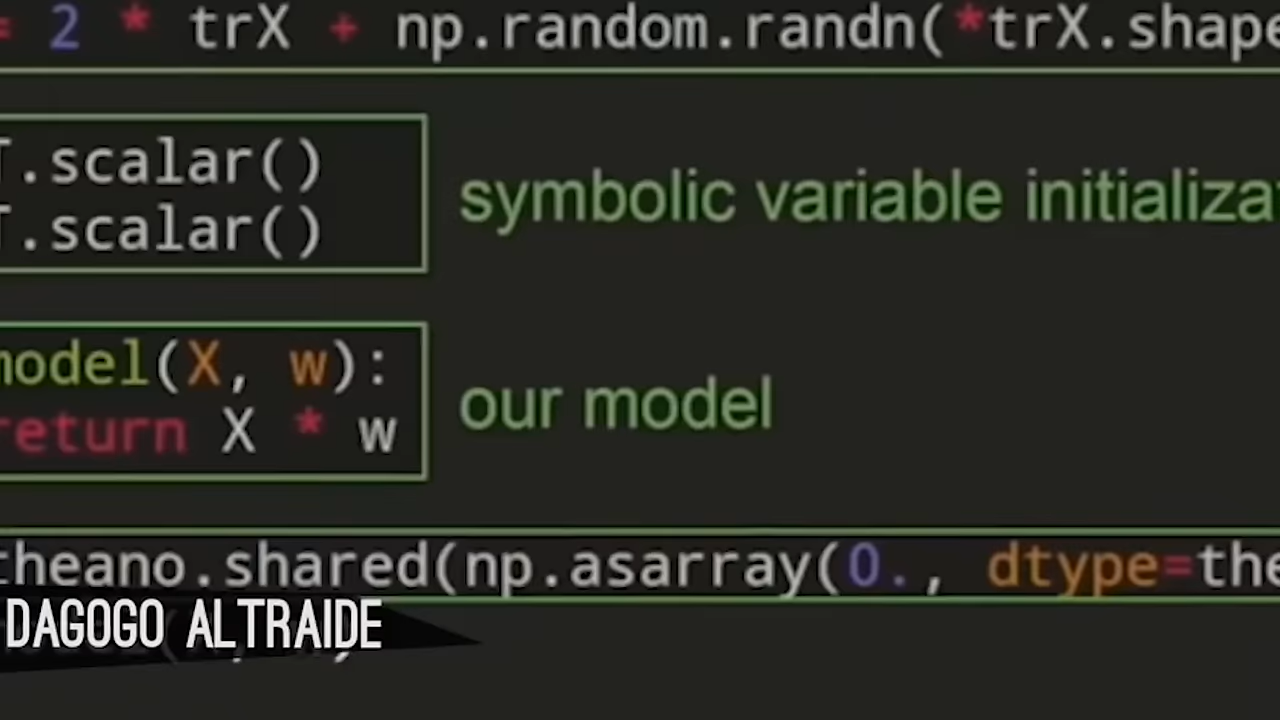 = 2 * trX + np.random.randn(*trX.shape
T.scalar()
T.scalar()
symbolic variable initializa
model(X, w):
return X * w
our model
theano.shared(np.asarray(0., dtype=the
DAGOGO ALTRAIDE